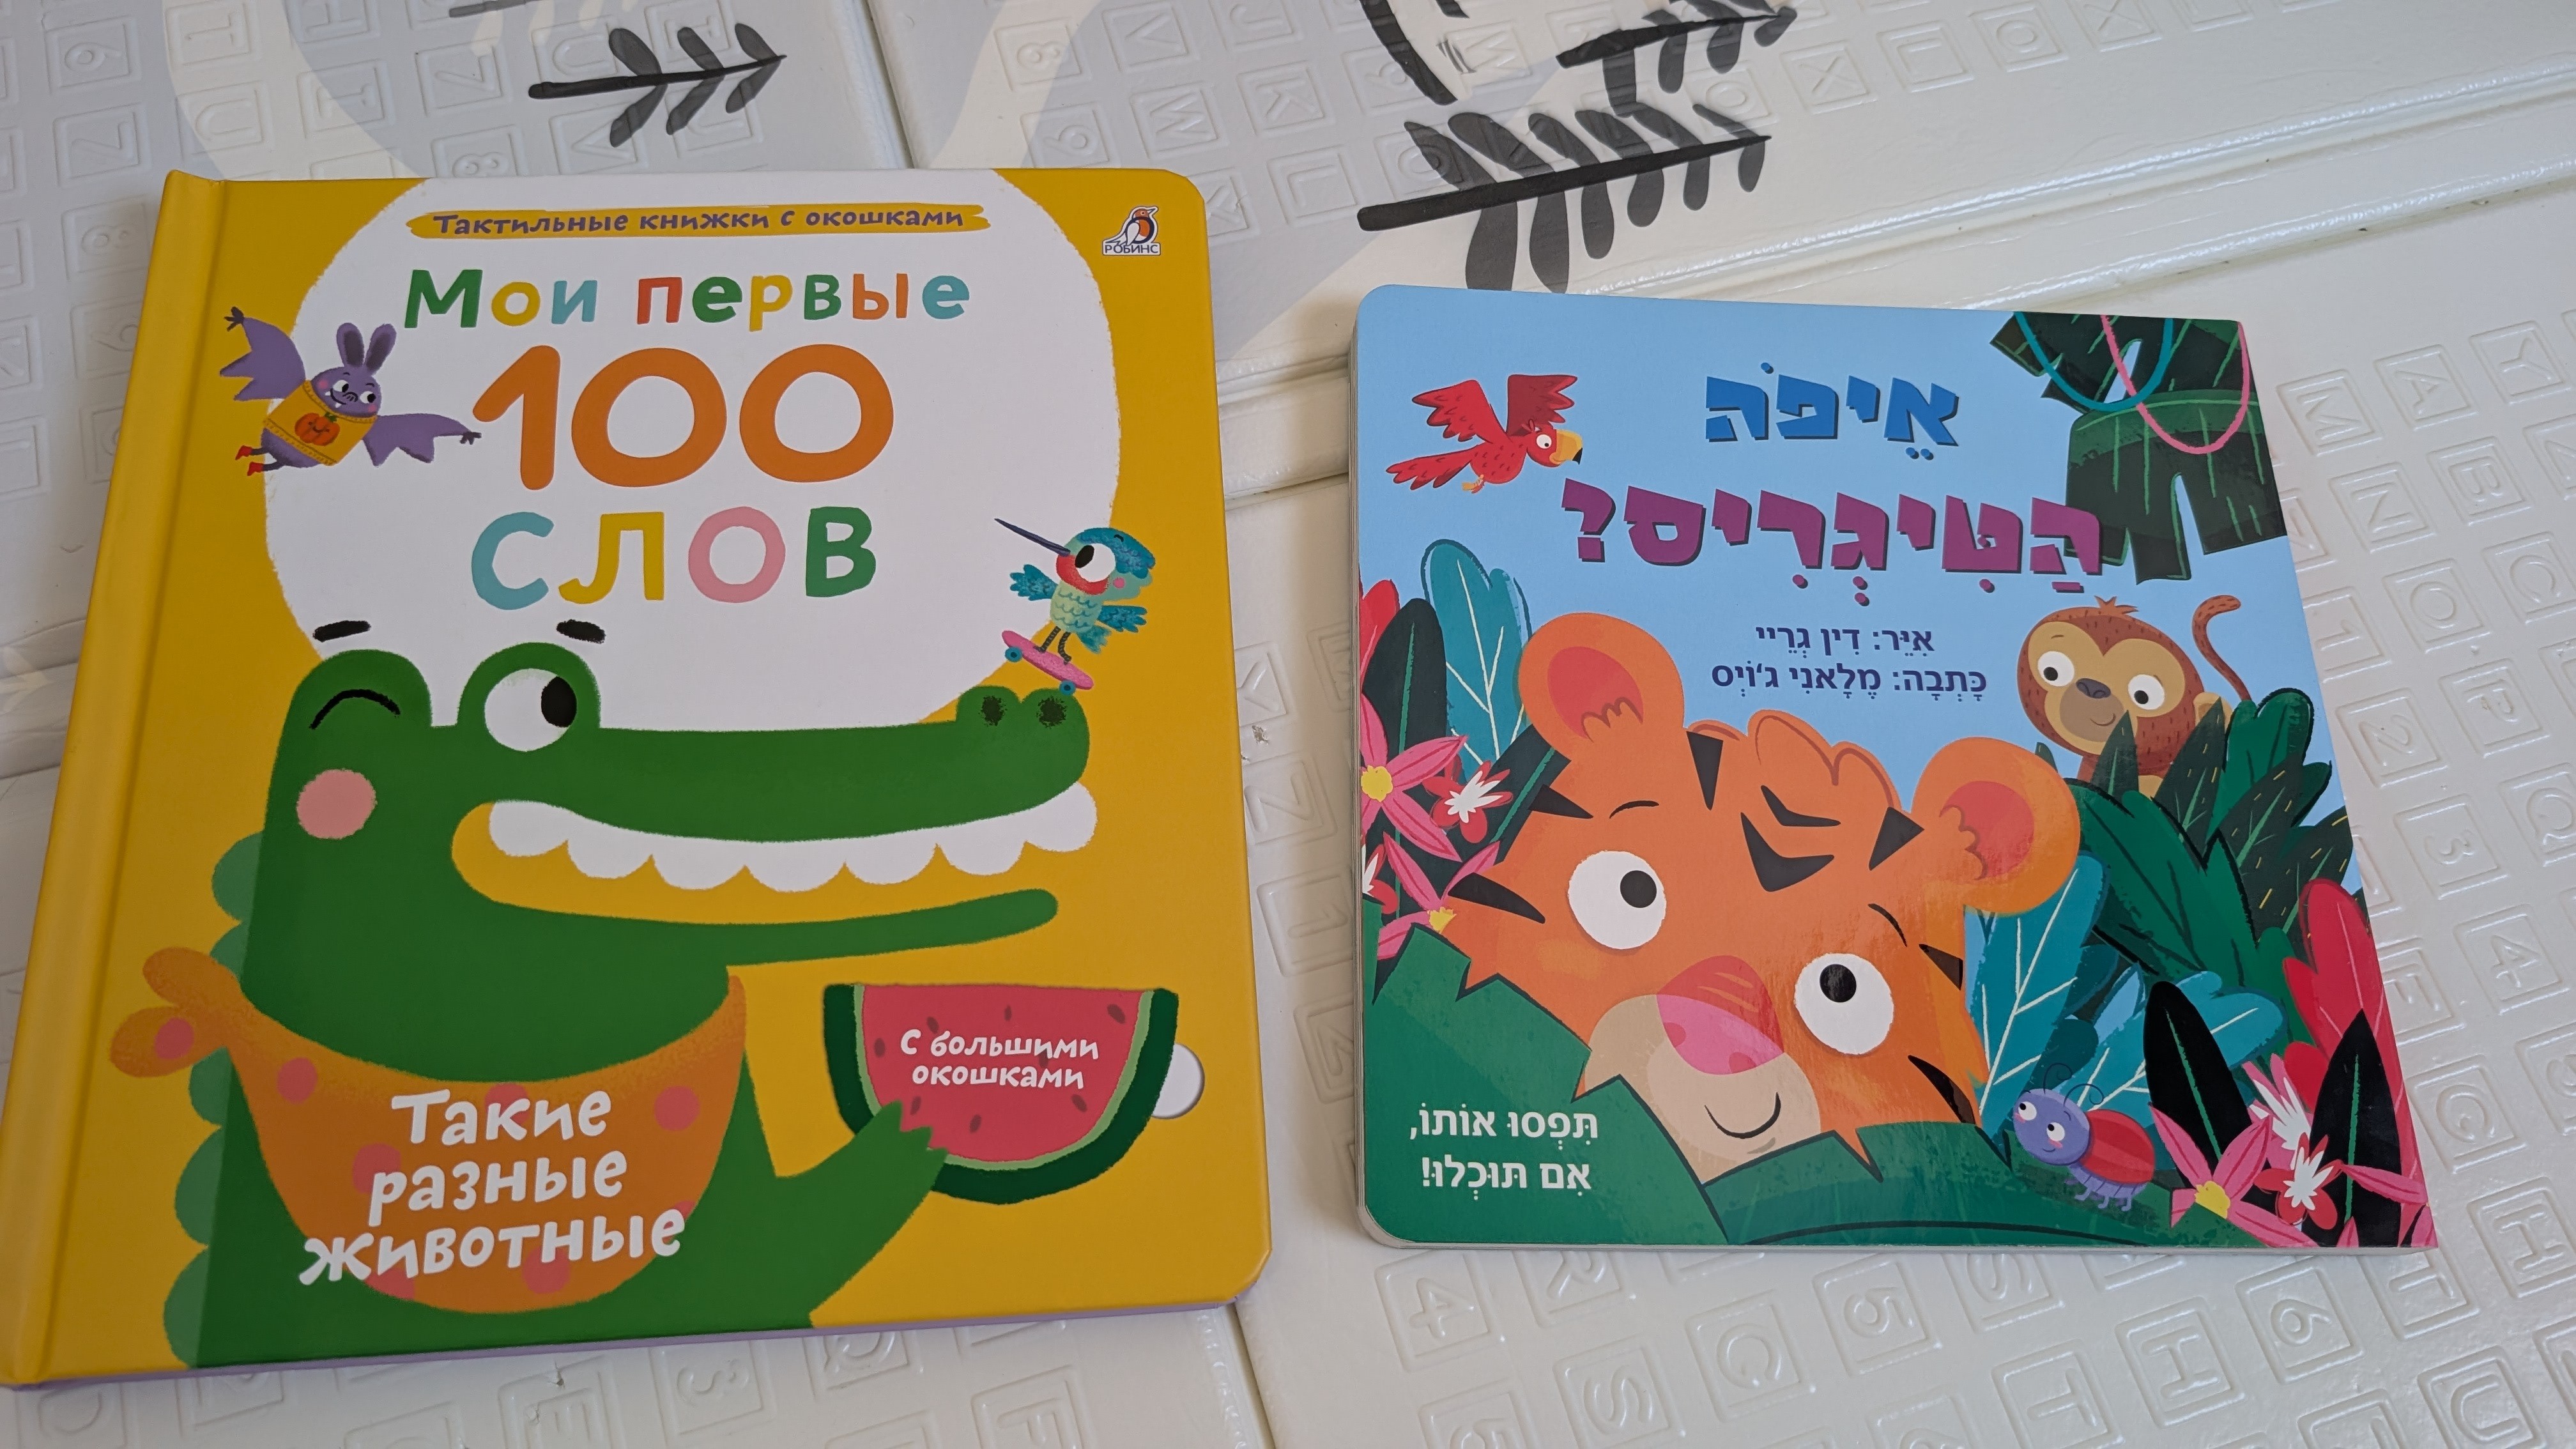 Тактильные книжки с окошками
РОБИНС
Мои первые
100
слов
С большими
окошками
Такие
разные
животные
אֵיפֹה
הַטִּיגְרִיס?
אִיֵּר: דִין גְרֵיי
כָּתְבָה: מֶלָאנִי ג'וֹיְס
תִּפְסוּ אוֹתוֹ,
אִם תּוּכְלוּ!